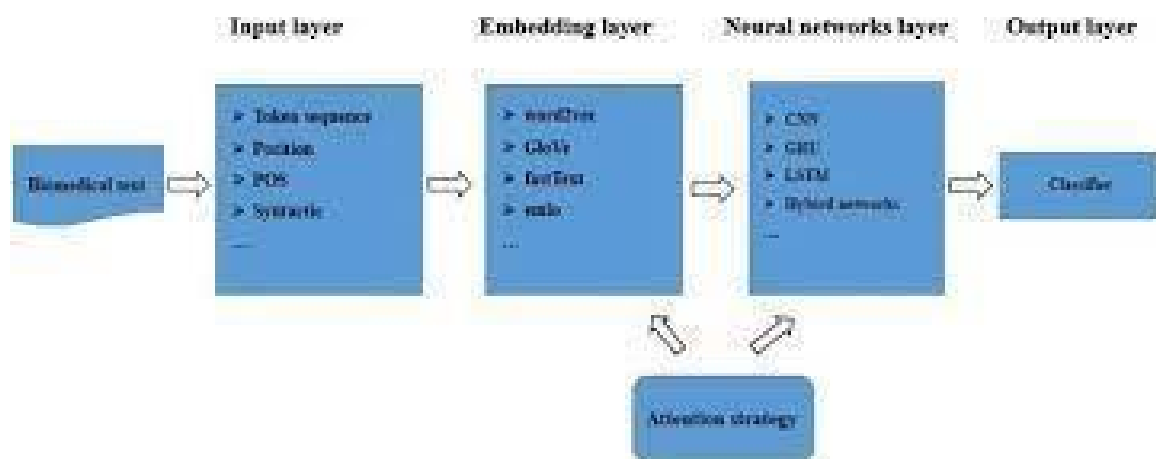 Input layer
Embedding layer
Neural networks layer
Output layer
Biomedical text
➤ Token sequence
➤ Position
➤ POS
➤ Syntactic
....
➤ word2vec
➤ GloVe
➤ fastText
➤ 
...
➤ CNN
➤ GRU
➤ LSTM
➤ Hybrid networks
...
Classifier
Attention strategy